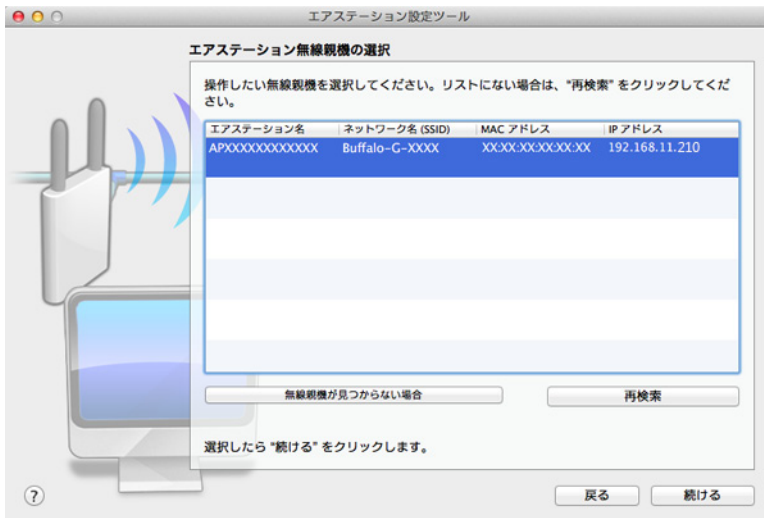 エアステーション設定ツール
エアステーション無線親機の選択
操作したい無線親機を選択してください。リストにない場合は、“再検索” をクリックしてくだ
さい。
エアステーション名 ネットワーク名 (SSID) MAC アドレス IP アドレス
APXXXXXXXXXXXX Buffalo-G-XXXX XX:XX:XX:XX:XX:XX 192.168.11.210
無線親機が見つからない場合 再検索
選択したら “続ける” をクリックします。
? 戻る 続ける